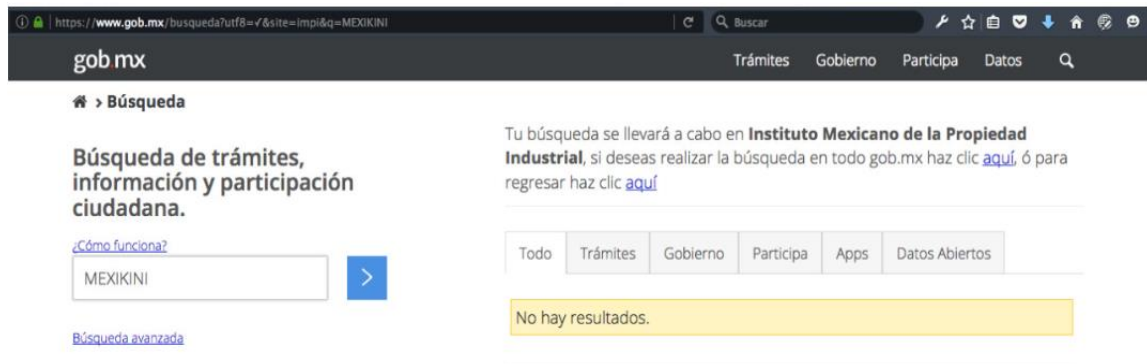 https://www.gob.mx/busqueda?utf8=✓&site=impi&q=MEXIKINI
Buscar
gob.mx
Trámites Gobierno Participa Datos
> Búsqueda
Búsqueda de trámites,
información y participación
ciudadana.
¿Cómo funciona?
MEXIKINI
Búsqueda avanzada
Tu búsqueda se llevará a cabo en Instituto Mexicano de la Propiedad
Industrial, si deseas realizar la búsqueda en todo gob.mx haz clic aquí, ó para
regresar haz clic aquí
Todo Trámites Gobierno Participa Apps Datos Abiertos
No hay resultados.